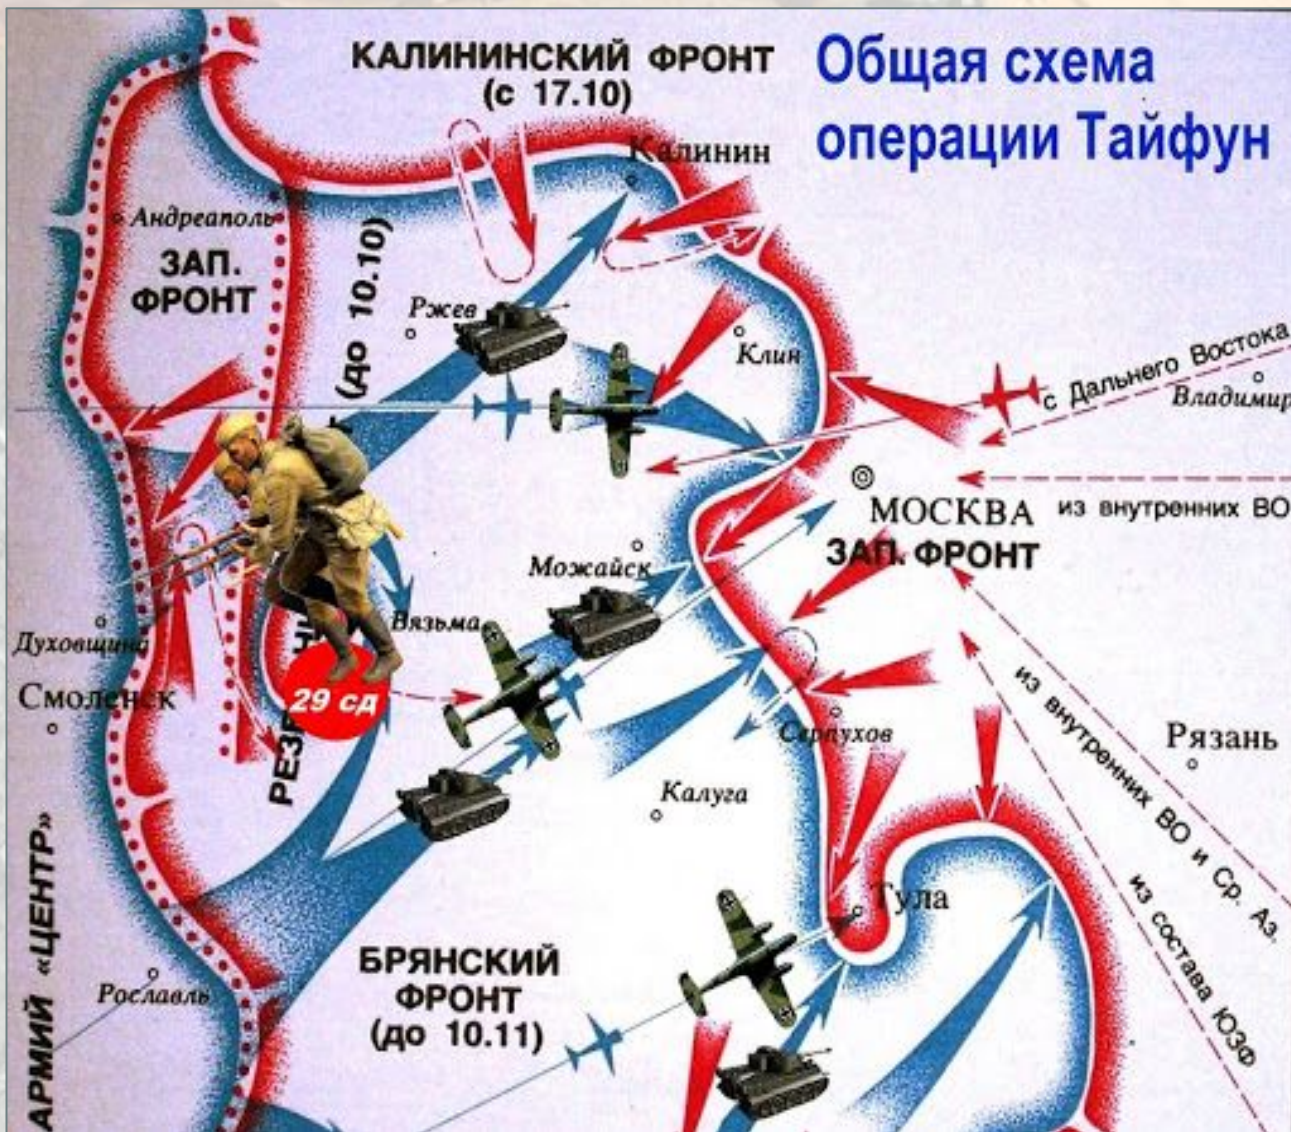 КАЛИНИНСКИЙ ФРОНТ
(с 17.10)
Общая схема
операции Тайфун
Калинин
Андреаполь
ЗАП.
ФРОНТ
(до 10.10)
Ржев
Клин
с Дальнего Востока
Владимир
МОСКВА
ЗАП. ФРОНТ
из внутренних ВО
Можайск
Вязьма
Духовщина
Смоленск
29 сд
Серпухов
Рязань
Калуга
из внутренних ВО и Ср. Аз.
из состава ЮЗФ
Тула
АРМИЙ «ЦЕНТР»
Рославль
БРЯНСКИЙ
ФРОНТ
(до 10.11)